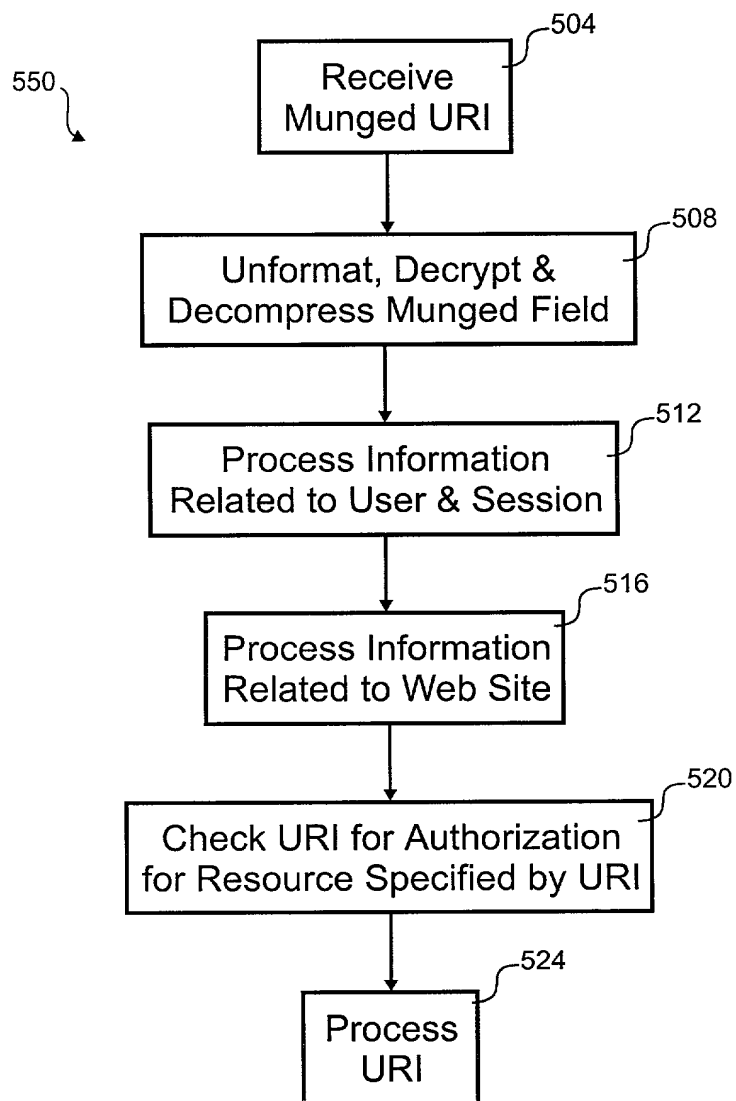 504
Receive
Munged URI
550
508
Unformat, Decrypt &
Decompress Munged Field
512
Process Information
Related to User & Session
516
Process Information
Related to Web Site
520
Check URI for Authorization
for Resource Specified by URI
524
Process
URI